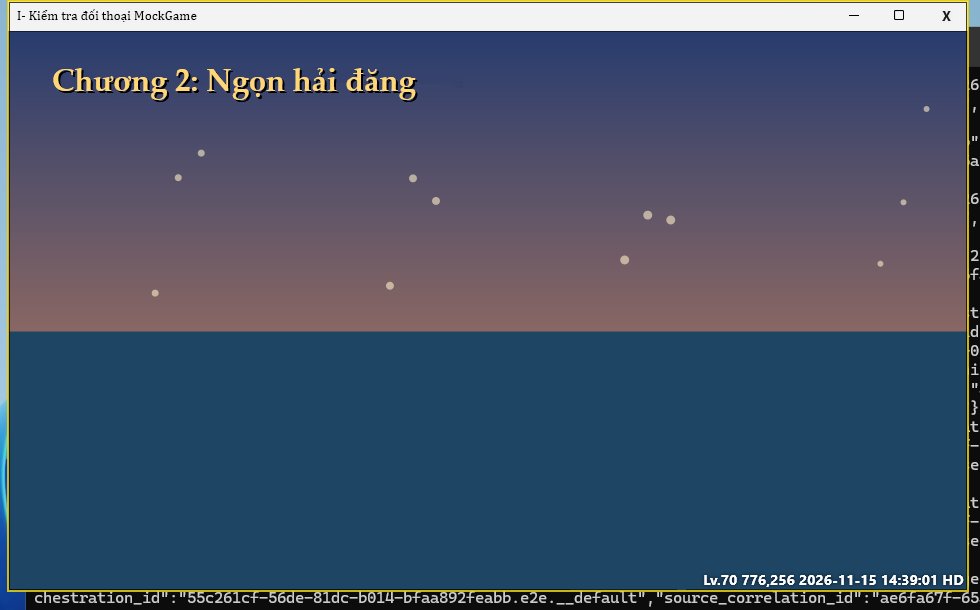 I- Kiểm tra đối thoại MockGame
Chương 2: Ngọn hải đăng
Lv.70 776,256 2026-11-15 14:39:01 HD
chestration_id":"55c261cf-56de-81dc-b014-bfaa892feabb.e2e.__default","source_correlation_id":"ae6fa67f-6